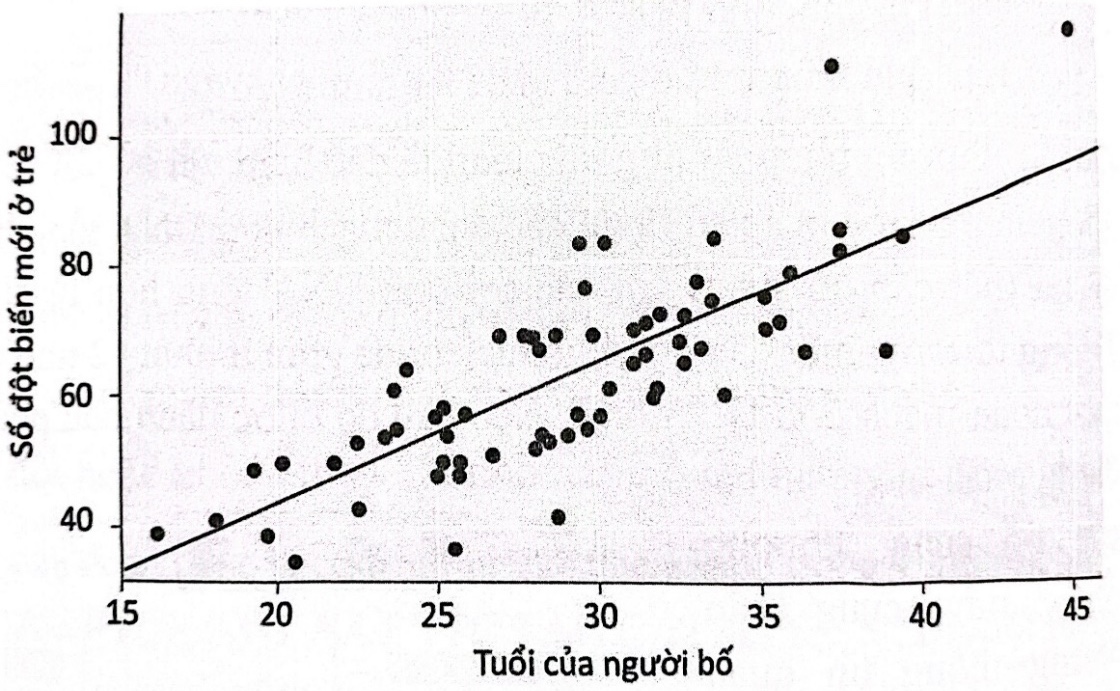 Số đột biến mới ở trẻ
100
80
60
40
15 20 25 30 35 40 45
Tuổi của người bố